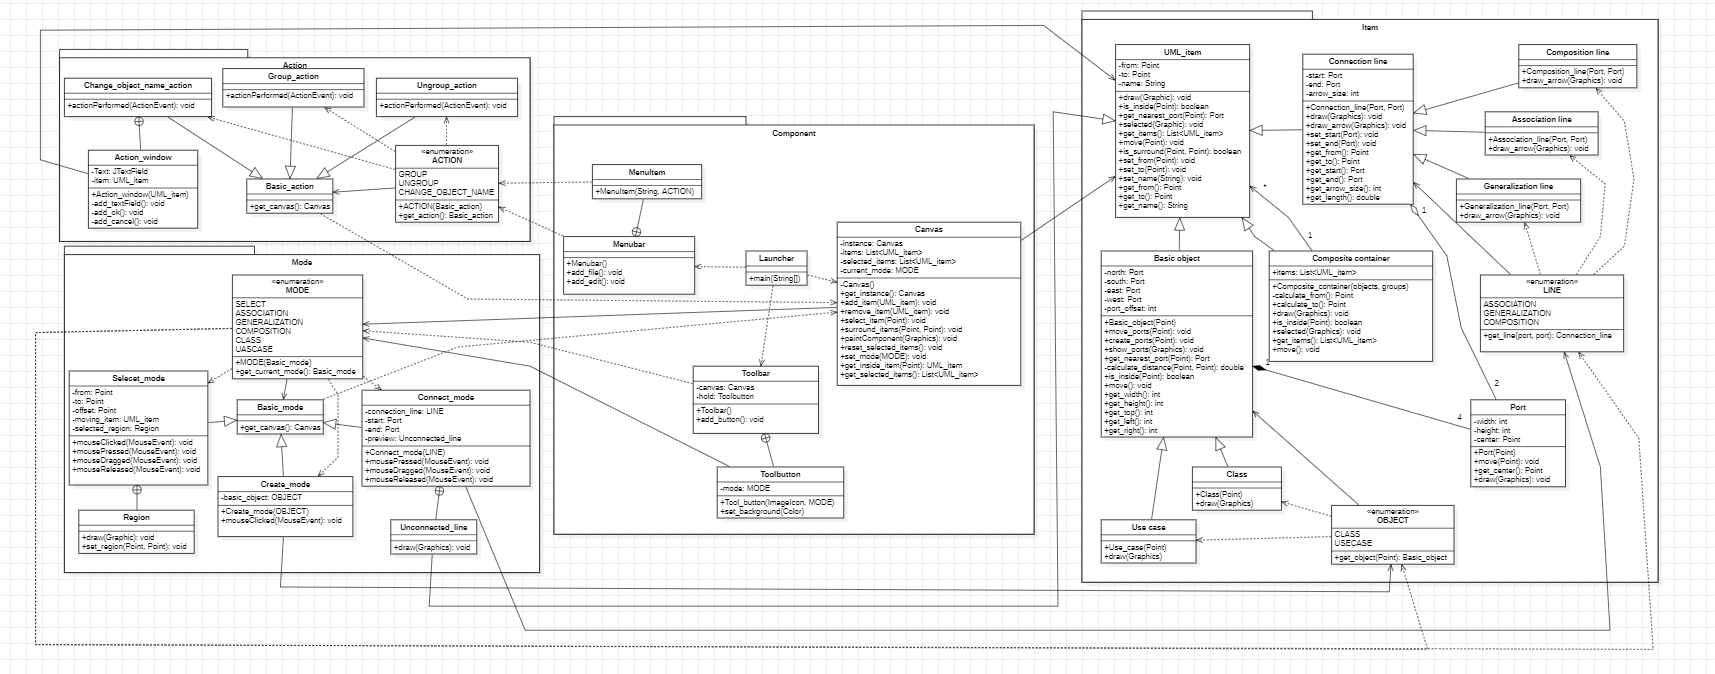 Action
Change_object_name_action
+actionPerformed(ActionEvent): void
Group_action
+actionPerformed(ActionEvent): void
Ungroup_action
+actionPerformed(ActionEvent): void
Action_window
-Text: JTextField
-item: UML_item
+Action_window(UML_item)
-add_textField(): void
-add_ok(): void
-add_cancel(): void
Basic_action
+get_canvas(): Canvas
«enumeration»
ACTION
GROUP
UNGROUP
CHANGE_OBJECT_NAME
+ACTION(Basic_action)
+get_action(): Basic_action
Mode
«enumeration»
MODE
SELECT
ASSOCIATION
GENERALIZATION
COMPOSITION
CLASS
UASCASE
+MODE(Basic_mode)
+get_current_mode(): Basic_mode
Selecet_mode
-from: Point
-to: Point
-offset: Point
-moving_item: UML_item
-selected_region: Region
+mouseClicked(MouseEvent): void
+mousePressed(MouseEvent): void
+mouseDragged(MouseEvent): void
+mouseReleased(MouseEvent): void
Basic_mode
+get_canvas(): Canvas
Connect_mode
-connection_line: LINE
-start: Port
-end: Port
-preview: Unconnected_line
+Connect_mode(LINE)
+mousePressed(MouseEvent): void
+mouseDragged(MouseEvent): void
+mouseReleased(MouseEvent): void
Create_mode
-basic_object: OBJECT
+Create_mode(OBJECT)
+mouseClicked(MouseEvent): void
Region
+draw(Graphic): void
+set_region(Point, Point): void
Unconnected_line
+draw(Graphics): void
Component
MenuItem
+MenuItem(String, ACTION)
Menubar
+Menubar()
+add_file(): void
+add_edit(): void
Launcher
+main(String[])
Canvas
-instance: Canvas
-items: List<UML_item>
-selected_items: List<UML_item>
-current_mode: MODE
-Canvas()
+get_instance(): Canvas
+add_item(UML_item): void
+remove_item(UML_item): void
+select_item(Point): void
+surround_items(Point, Point): void
+paintComponent(Graphics): void
+reset_selected_items(): void
+set_mode(MODE): void
+get_inside_item(Point): UML_item
+get_selected_items(): List<UML_item>
Toolbar
-canvas: Canvas
-hold: Toolbutton
+Toolbar()
+add_button(): void
Toolbutton
-mode: MODE
+Tool_button(ImageIcon, MODE)
+set_background(Color)
Item
UML_item
-from: Point
-to: Point
-name: String
+draw(Graphic): void
+is_inside(Point): boolean
+get_nearest_port(Point): Port
+selected(Graphic): void
+get_items(): List<UML_item>
+move(Point): void
+is_surround(Point, Point): boolean
+set_from(Point): void
+set_to(Point): void
+set_name(String): void
+get_from(): Point
+get_to(): Point
+get_name(): String
Connection line
-start: Port
-end: Port
-arrow_size: int
+Connection_line(Port, Port)
+draw(Graphics): void
+draw_arrow(Graphics): void
+set_start(Port): void
+set_end(Port): void
+get_from(): Point
+get_to(): Point
+get_start(): Port
+get_end(): Port
+get_arrow_size(): int
+get_length(): double
Composition line
+Composition_line(Port, Port)
+draw_arrow(Graphics): void
Association line
+Association_line(Port, Port)
+draw_arrow(Graphics): void
Generalization line
+Generalization_line(Port, Port)
+draw_arrow(Graphics): void
*
1
1
Basic object
-north: Port
-south: Port
-east: Port
-west: Port
-port_offset: int
+Basic_object(Point)
+move_ports(Point): void
+create_ports(Point): void
+show_ports(Graphics): void
+get_nearest_port(Point): Port
-calculate_distance(Point, Point): double
+is_inside(Point): boolean
+move(): void
+get_width(): int
+get_height(): int
+get_top(): int
+get_left(): int
+get_right(): int
Composite container
+items: List<UML_item>
+Composite_container(objects, groups)
-calculate_from(): Point
+calculate_to(): Point
+draw(Graphics): void
+is_inside(Point): boolean
+selected(Graphics): void
+get_items(): List<UML_item>
+move(): void
«enumeration»
LINE
ASSOCIATION
GENERALIZATION
COMPOSITION
+get_line(port, port): Connection_line
1
2
4
Port
-width: int
-height: int
-center: Point
+Port(Point)
+move(Point): void
+get_center(): Point
+draw(Graphics): void
Class
+Class(Point)
+draw(Graphics)
Use case
+Use_case(Point)
+draw(Graphics)
«enumeration»
OBJECT
CLASS
USECASE
+get_object(Point): Basic_object